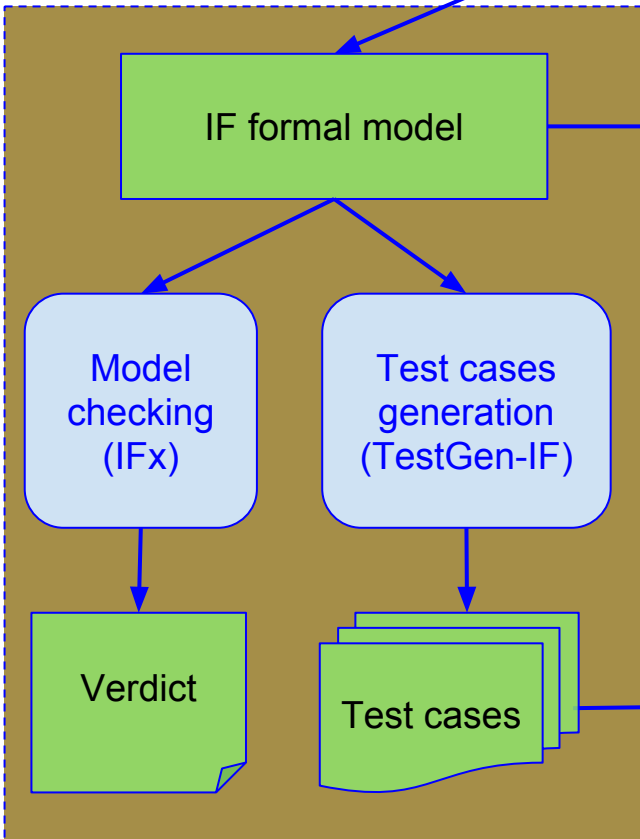 IF formal model
Model
checking
(IFx)
Test cases
generation
(TestGen-IF)
Verdict
Test cases